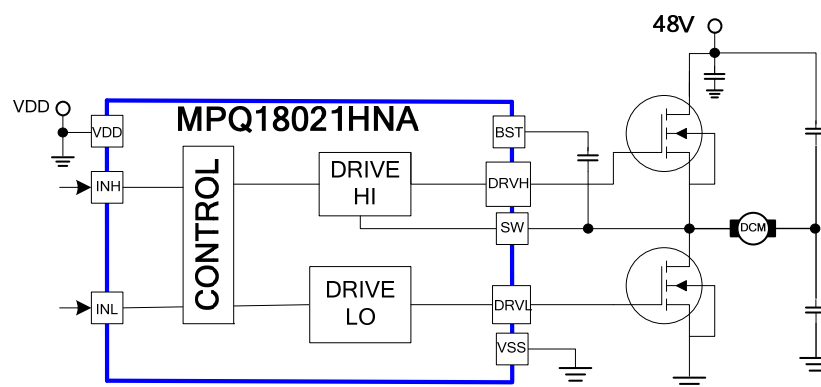 48V
VDD
MPQ18021HNA
VDD
BST
INH
CONTROL
DRIVE
HI
DRVH
SW
DCM
INL
DRIVE
LO
DRVL
VSS